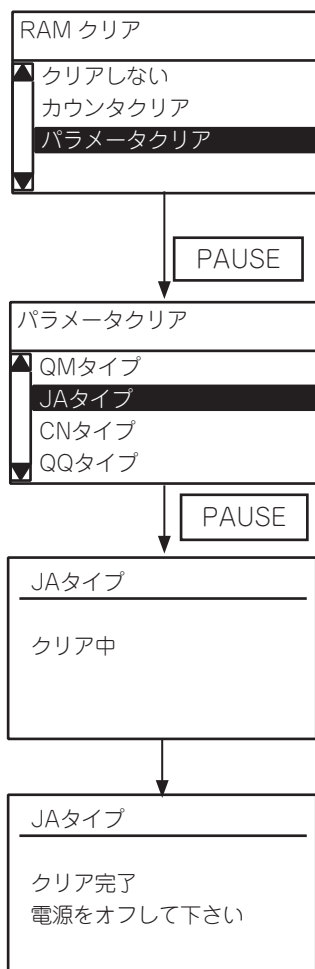 RAM クリア
クリアしない
カウンタクリア
パラメータクリア
PAUSE
パラメータクリア
QMタイプ
JAタイプ
CNタイプ
QQタイプ
PAUSE
JAタイプ
クリア中
JAタイプ
クリア完了
電源をオフして下さい